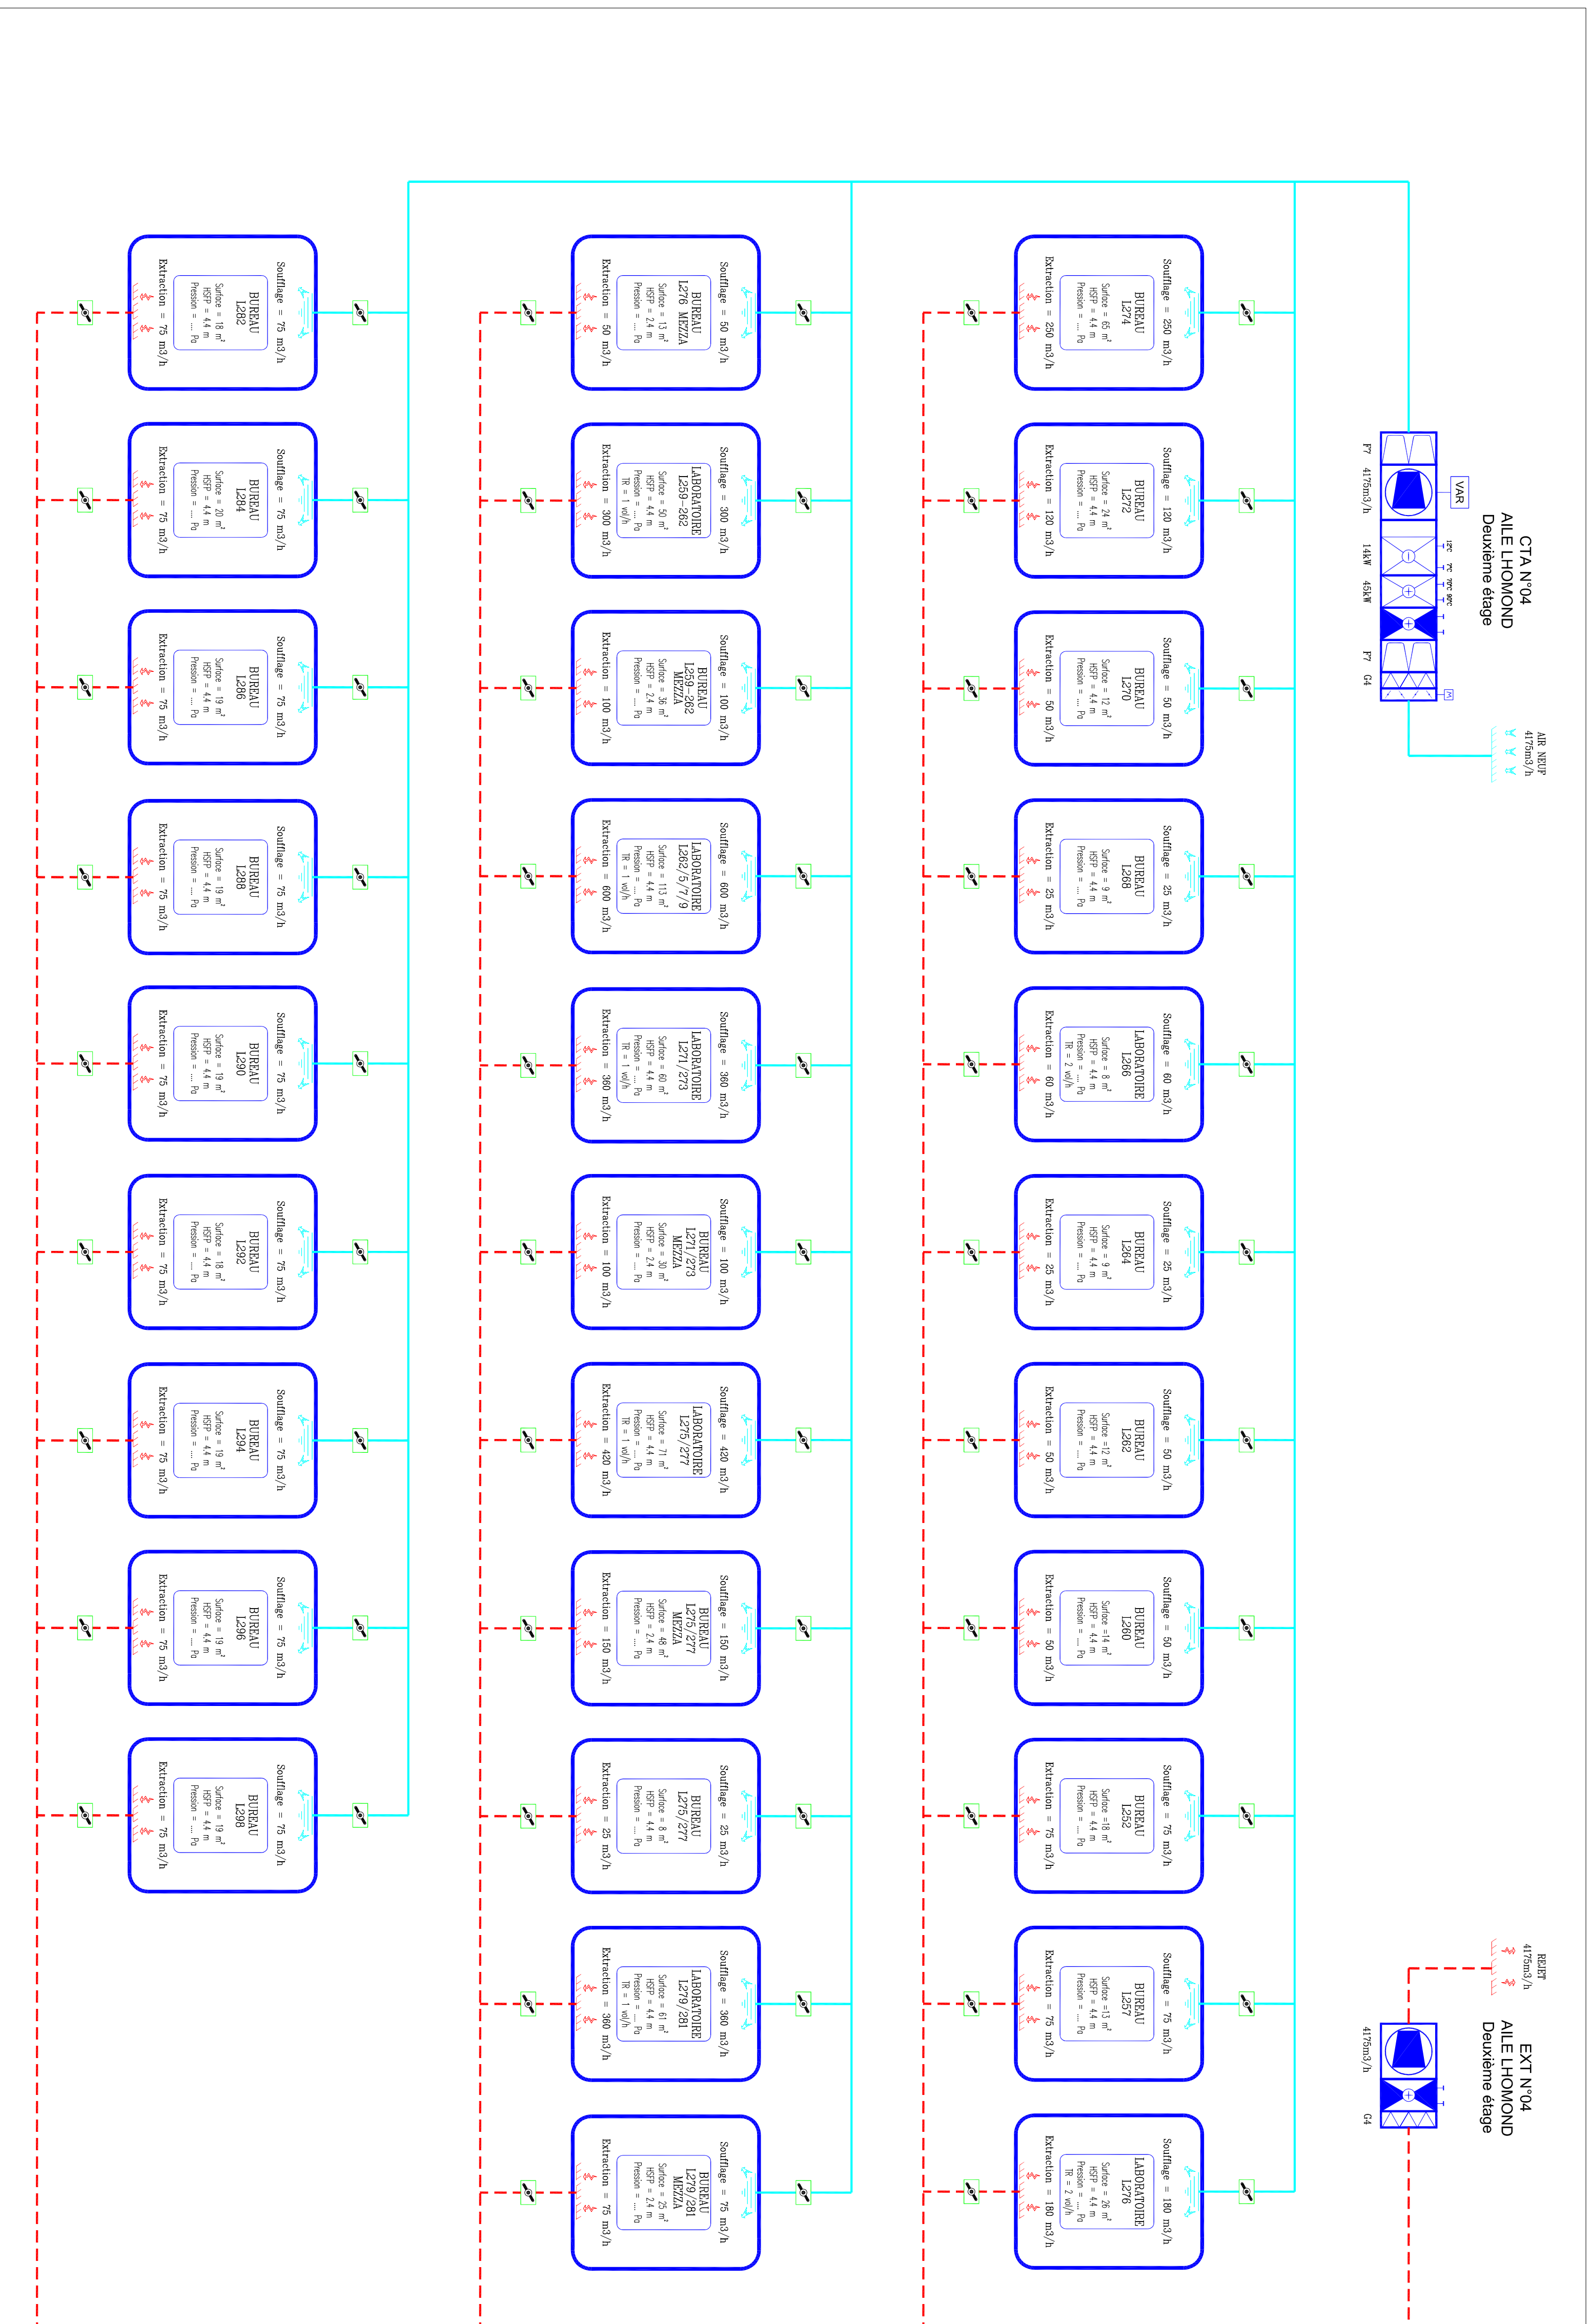 CTA N°04
AILE LHOMOND
Deuxième étage
VAR
12°C 7°C 70°C 90°C
M
F7 4175m3/h 14kW 45kW F7 G4
AIR NEUF
4175m3/h
REJET
4175m3/h
EXT N°04
AILE LHOMOND
Deuxième étage
4175m3/h G4
Soufflage = 250 m3/h
BUREAU
L274
Surface = 65 m²
HSFP = 4,4 m
Pression = .... Pa
Extraction = 250 m3/h
Soufflage = 120 m3/h
BUREAU
L272
Surface = 24 m²
HSFP = 4,4 m
Pression = .... Pa
Extraction = 120 m3/h
Soufflage = 50 m3/h
BUREAU
L270
Surface = 12 m²
HSFP = 4,4 m
Pression = .... Pa
Extraction = 50 m3/h
Soufflage = 25 m3/h
BUREAU
L268
Surface = 9 m²
HSFP = 4,4 m
Pression = .... Pa
Extraction = 25 m3/h
Soufflage = 60 m3/h
LABORATOIRE
L266
Surface = 8 m²
HSFP = 4,4 m
Pression = .... Pa
TR = 2 vol/h
Extraction = 60 m3/h
Soufflage = 25 m3/h
BUREAU
L264
Surface = 9 m²
HSFP = 4,4 m
Pression = .... Pa
Extraction = 25 m3/h
Soufflage = 50 m3/h
BUREAU
L262
Surface =12 m²
HSFP = 4,4 m
Pression = .... Pa
Extraction = 50 m3/h
Soufflage = 50 m3/h
BUREAU
L260
Surface =14 m²
HSFP = 4,4 m
Pression = .... Pa
Extraction = 50 m3/h
Soufflage = 75 m3/h
BUREAU
L252
Surface =18 m²
HSFP = 4,4 m
Pression = .... Pa
Extraction = 75 m3/h
Soufflage = 75 m3/h
BUREAU
L257
Surface =13 m²
HSFP = 4,4 m
Pression = .... Pa
Extraction = 75 m3/h
Soufflage = 180 m3/h
LABORATOIRE
L276
Surface = 26 m²
HSFP = 4,4 m
Pression = .... Pa
TR = 2 vol/h
Extraction = 180 m3/h
Soufflage = 50 m3/h
BUREAU
L276 MEZZA
Surface = 13 m²
HSFP = 2,4 m
Pression = .... Pa
Extraction = 50 m3/h
Soufflage = 300 m3/h
LABORATOIRE
L259-262
Surface = 50 m²
HSFP = 4,4 m
Pression = .... Pa
TR = 1 vol/h
Extraction = 300 m3/h
Soufflage = 100 m3/h
BUREAU
L259-262
MEZZA
Surface = 36 m²
HSFP = 2,4 m
Pression = .... Pa
Extraction = 100 m3/h
Soufflage = 600 m3/h
LABORATOIRE
L262/5/7/9
Surface = 113 m²
HSFP = 4,4 m
Pression = .... Pa
TR = 1 vol/h
Extraction = 600 m3/h
Soufflage = 360 m3/h
LABORATOIRE
L271/273
Surface = 60 m²
HSFP = 4,4 m
Pression = .... Pa
TR = 1 vol/h
Extraction = 360 m3/h
Soufflage = 100 m3/h
BUREAU
L271/273
MEZZA
Surface = 30 m²
HSFP = 2,4 m
Pression = .... Pa
Extraction = 100 m3/h
Soufflage = 420 m3/h
LABORATOIRE
L275/277
Surface = 71 m²
HSFP = 4,4 m
Pression = .... Pa
TR = 1 vol/h
Extraction = 420 m3/h
Soufflage = 150 m3/h
BUREAU
L275/277
MEZZA
Surface = 48 m²
HSFP = 2,4 m
Pression = .... Pa
Extraction = 150 m3/h
Soufflage = 25 m3/h
BUREAU
L275/277
Surface = 8 m²
HSFP = 4,4 m
Pression = .... Pa
Extraction = 25 m3/h
Soufflage = 360 m3/h
LABORATOIRE
L279/281
Surface = 61 m²
HSFP = 4,4 m
Pression = .... Pa
TR = 1 vol/h
Extraction = 360 m3/h
Soufflage = 75 m3/h
BUREAU
L279/281
MEZZA
Surface = 25 m²
HSFP = 2,4 m
Pression = .... Pa
Extraction = 75 m3/h
Soufflage = 75 m3/h
BUREAU
L282
Surface = 18 m²
HSFP = 4,4 m
Pression = .... Pa
Extraction = 75 m3/h
Soufflage = 75 m3/h
BUREAU
L284
Surface = 20 m²
HSFP = 4,4 m
Pression = .... Pa
Extraction = 75 m3/h
Soufflage = 75 m3/h
BUREAU
L286
Surface = 19 m²
HSFP = 4,4 m
Pression = .... Pa
Extraction = 75 m3/h
Soufflage = 75 m3/h
BUREAU
L288
Surface = 19 m²
HSFP = 4,4 m
Pression = .... Pa
Extraction = 75 m3/h
Soufflage = 75 m3/h
BUREAU
L290
Surface = 19 m²
HSFP = 4,4 m
Pression = .... Pa
Extraction = 75 m3/h
Soufflage = 75 m3/h
BUREAU
L292
Surface = 18 m²
HSFP = 4,4 m
Pression = .... Pa
Extraction = 75 m3/h
Soufflage = 75 m3/h
BUREAU
L294
Surface = 19 m²
HSFP = 4,4 m
Pression = .... Pa
Extraction = 75 m3/h
Soufflage = 75 m3/h
BUREAU
L296
Surface = 19 m²
HSFP = 4,4 m
Pression = .... Pa
Extraction = 75 m3/h
Soufflage = 75 m3/h
BUREAU
L298
Surface = 19 m²
HSFP = 4,4 m
Pression = .... Pa
Extraction = 75 m3/h